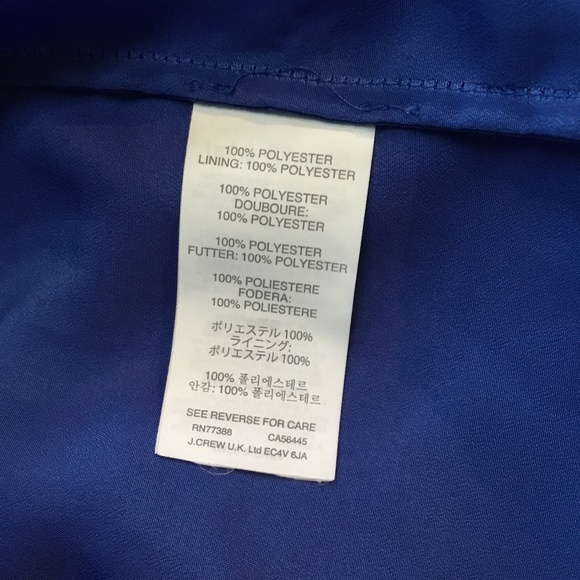 100% POLYESTER
LINING: 100% POLYESTER
100% POLYESTER
DOUBOURE:
100% POLYESTER
100% POLYESTER
FUTTER: 100% POLYESTER
100% POLIESTERE
FODERA:
100% POLIESTERE
ポリエステル 100%
ライニング:
ポリエステル 100%
100% 폴리에스테르
안감: 100% 폴리에스테르
SEE REVERSE FOR CARE
RN77388 CA56445
J.CREW U.K. Ltd EC4V 6JA